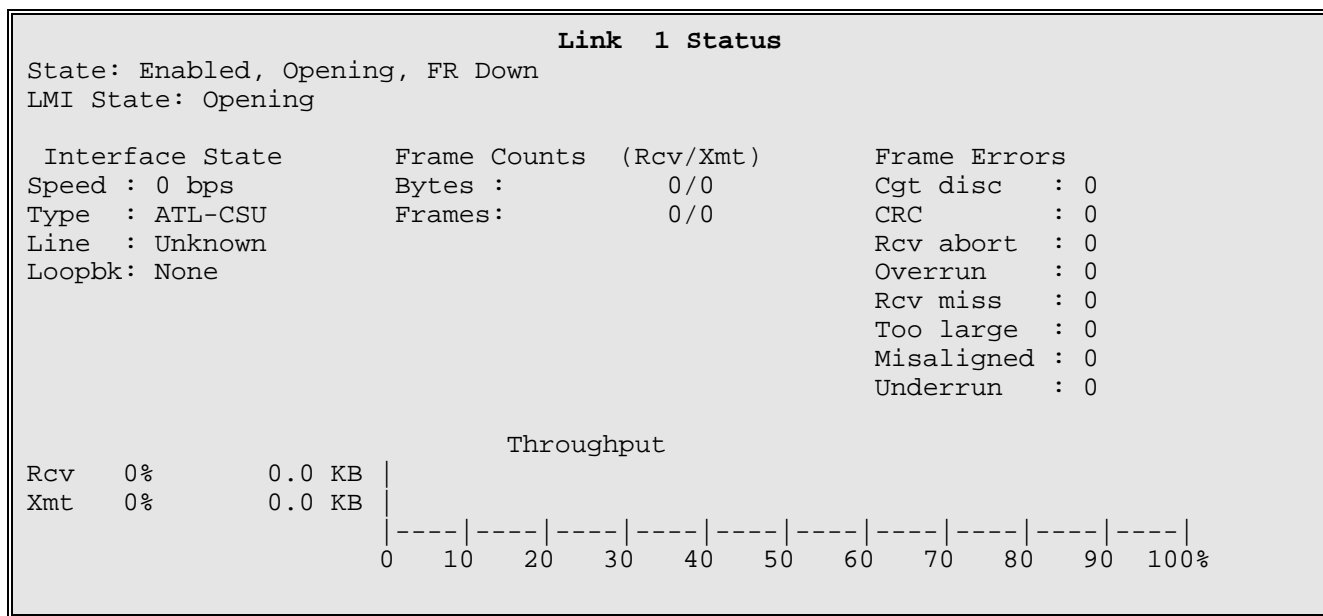 Link  1 Status
State: Enabled, Opening, FR Down
LMI State: Opening
Interface State       Frame Counts  (Rcv/Xmt)       Frame Errors
Speed : 0 bps          Bytes :          0/0          Cgt disc   : 0
Type  : ATL-CSU        Frames:          0/0          CRC        : 0
Line  : Unknown                                      Rcv abort  : 0
Loopbk: None                                         Overrun    : 0
Rcv miss   : 0
Too large  : 0
Misaligned : 0
Underrun   : 0
Throughput
Rcv   0%        0.0 KB |
Xmt   0%        0.0 KB |
|----|----|----|----|----|----|----|----|----|----|
0   10   20   30   40   50   60   70   80   90  100%